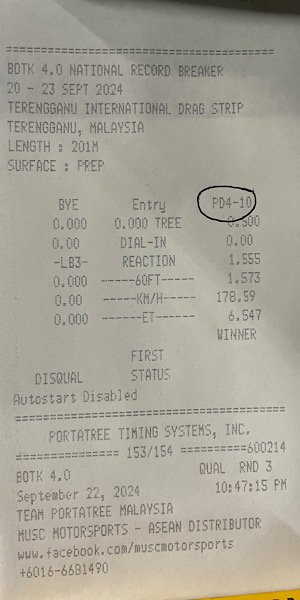 ====================================
BOTK 4.0 NATIONAL RECORD BREAKER
20 - 23 SEPT 2024
TERENGGANU INTERNATIONAL DRAG STRIP
TERENGGANU, MALAYSIA
LENGTH : 201M
SURFACE : PREP
BYE Entry PD4-10
0.000 0.000 TREE 0.500
0.00 DIAL-IN 0.00
-LB3- REACTION 1.555
0.000 ------60FT----- 1.573
0.00 ------KM/H----- 178.59
0.000 -------ET------ 6.547
WINNER
FIRST
DISQUAL STATUS
Autostart Disabled
====================================
PORTATREE TIMING SYSTEMS, INC.
=============== 153/154 ==========600214
BOTK 4.0 QUAL RND 3
September 22, 2024 10:47:15 PM
TEAM PORTATREE MALAYSIA
MUSC MOTORSPORTS - ASEAN DISTRIBUTOR
www.facebook.com/muscmotorsports
+6016-6681490